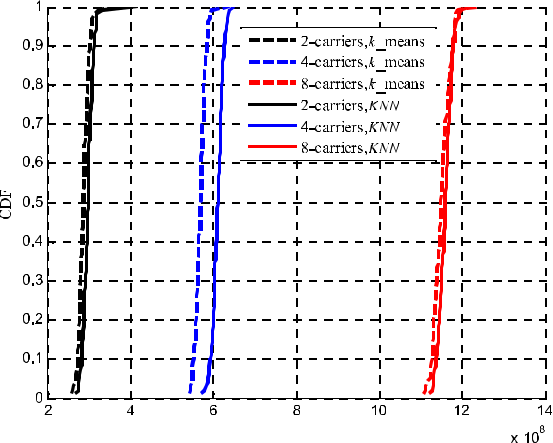 1
0,9
0,8
0,7
0,6
0,5
0,4
0,3
0,2
0,1
0
CDF
2-carriers,k_means
4-carriers,k_means
8-carriers,k_means
2-carriers,KNN
4-carriers,KNN
8-carriers,KNN
2 4 6 8 10 12 14
x 10⁸